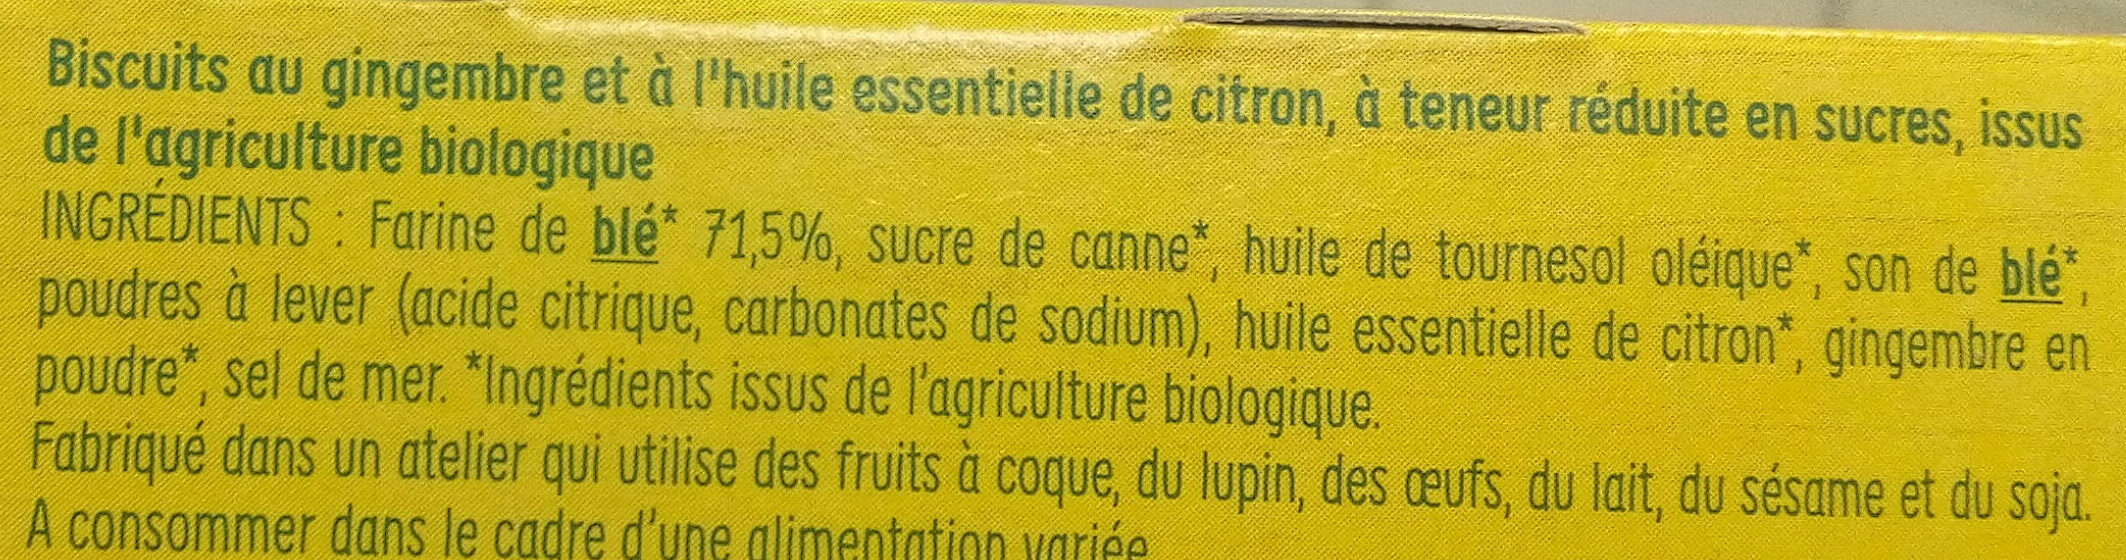 Biscuits au gingembre et à l'huile essentielle de citron, à teneur réduite en sucres, issus
de l'agriculture biologique
INGRÉDIENTS : Farine de blé* 71,5%, sucre de canne*, huile de tournesol oléique*, son de blé*,
poudres à lever (acide citrique, carbonates de sodium), huile essentielle de citron*, gingembre en
poudre*, sel de mer. *Ingrédients issus de l'agriculture biologique.
Fabriqué dans un atelier qui utilise des fruits à coque, du lupin, des œufs, du lait, du sésame et du soja.
A consommer dans le cadre d'une alimentation variée